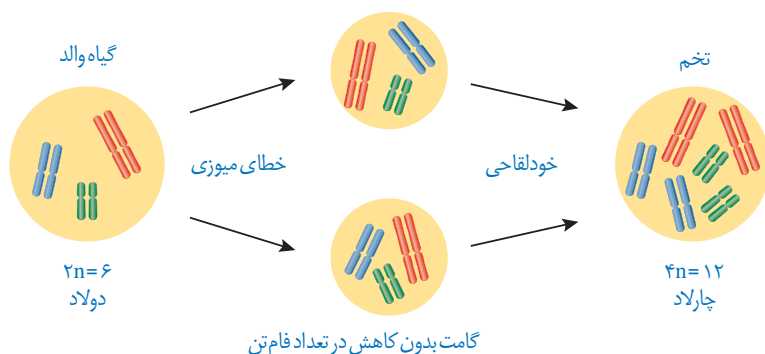 گیاه والد
تخم
خطای میوزی
خودلقاحی
۲n= ۶
دولاد
۴n= ۱۲
چارلاد
گامت بدون کاهش در تعداد فام‌تن